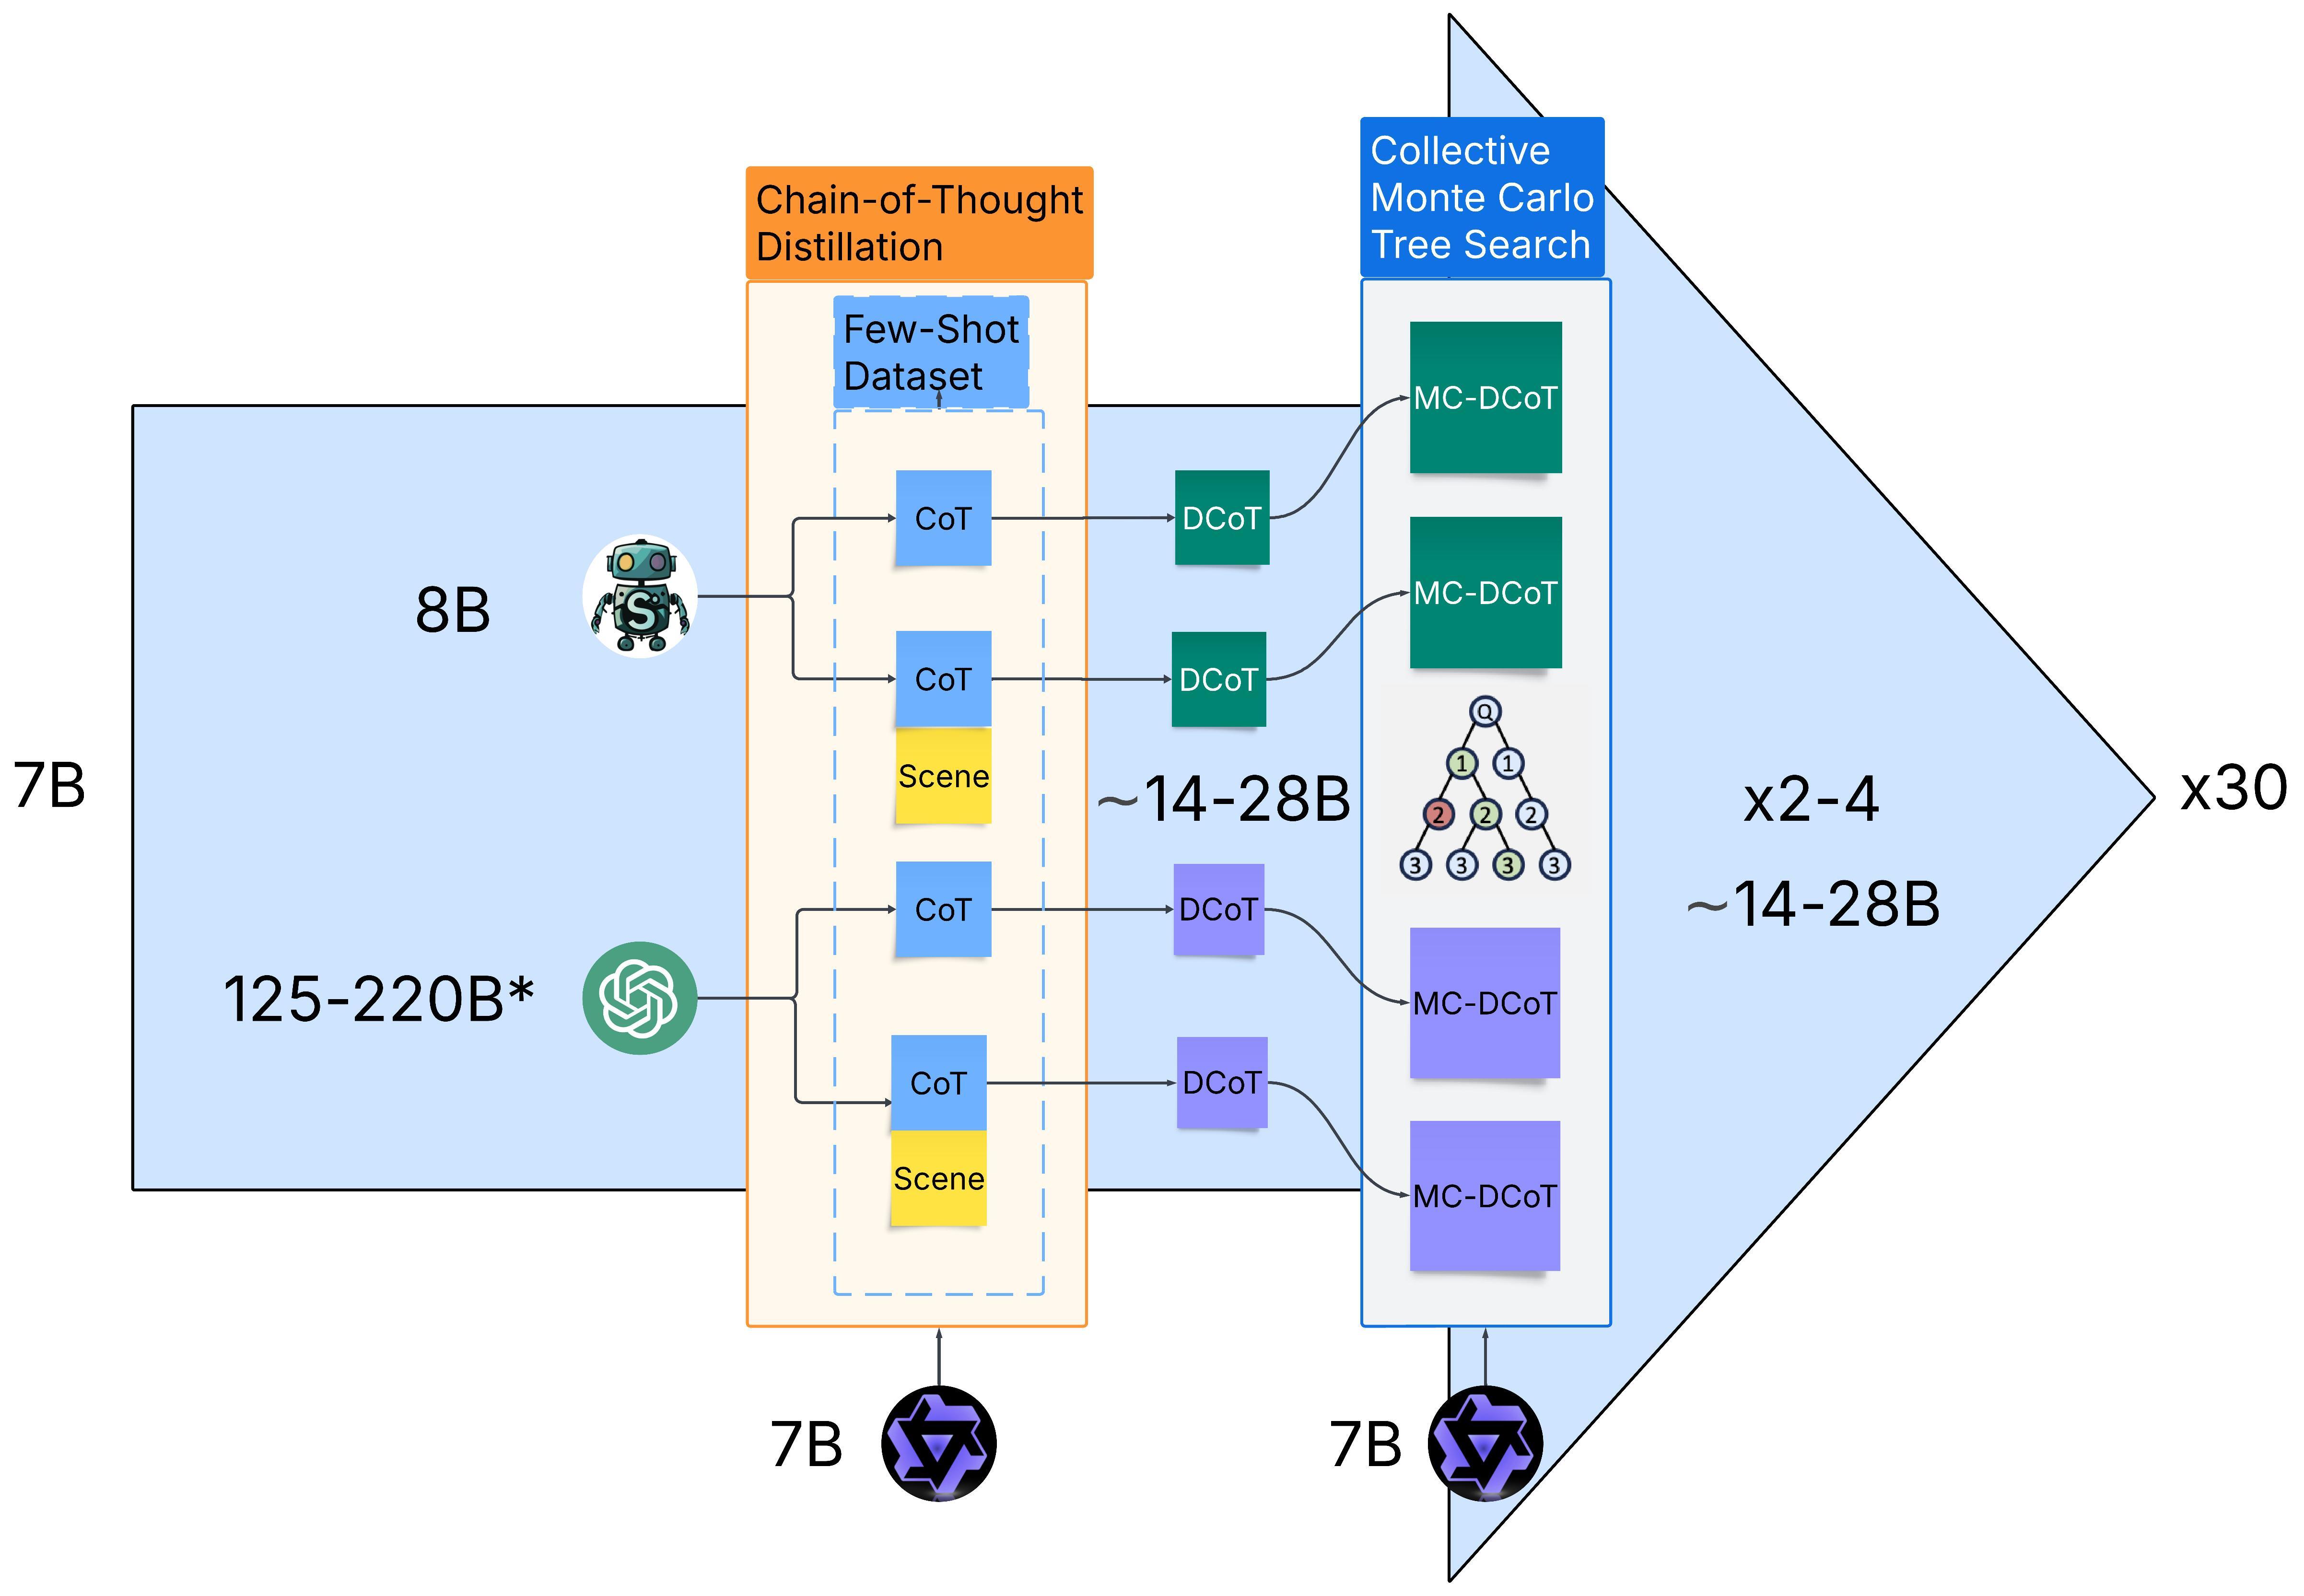 Collective
Monte Carlo
Tree Search
Chain-of-Thought
Distillation
Few-Shot
Dataset
MC-DCoT
CoT
DCoT
MC-DCoT
8B
S
CoT
DCoT
Q
1 1
Scene
7B
~14-28B
2 2 2
x2-4
x30
3 3 3 3
CoT
DCoT
~14-28B
125-220B*
MC-DCoT
CoT
DCoT
Scene
MC-DCoT
7B
7B